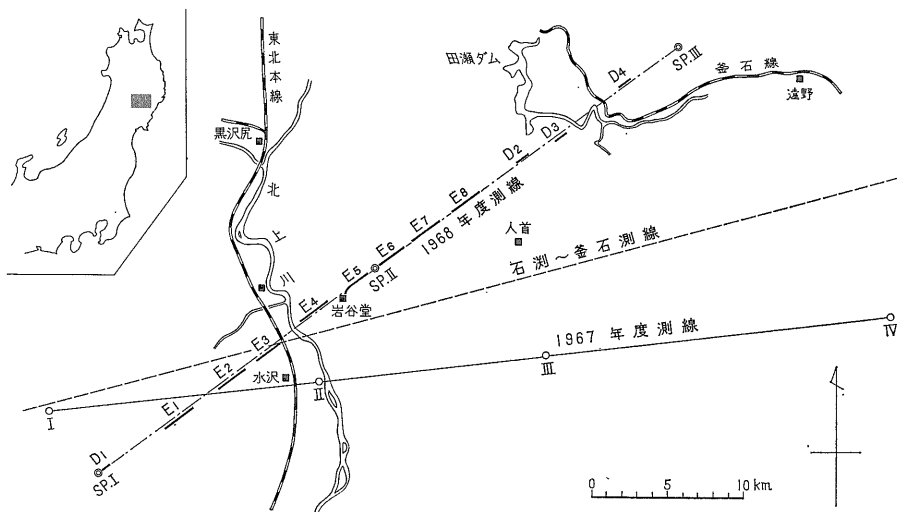 東北本線
黒沢尻
北上川
田瀬ダム
D4
SP.III
釜石線
遠野
D3
D2
E8
E7
E6
E5
SP.II
1968年度測線
人首
石渕～釜石測線
岩谷堂
E4
E3
E2
E1
D1
SP.I
水沢
1967年度測線
I
II
III
IV
0 5 10km